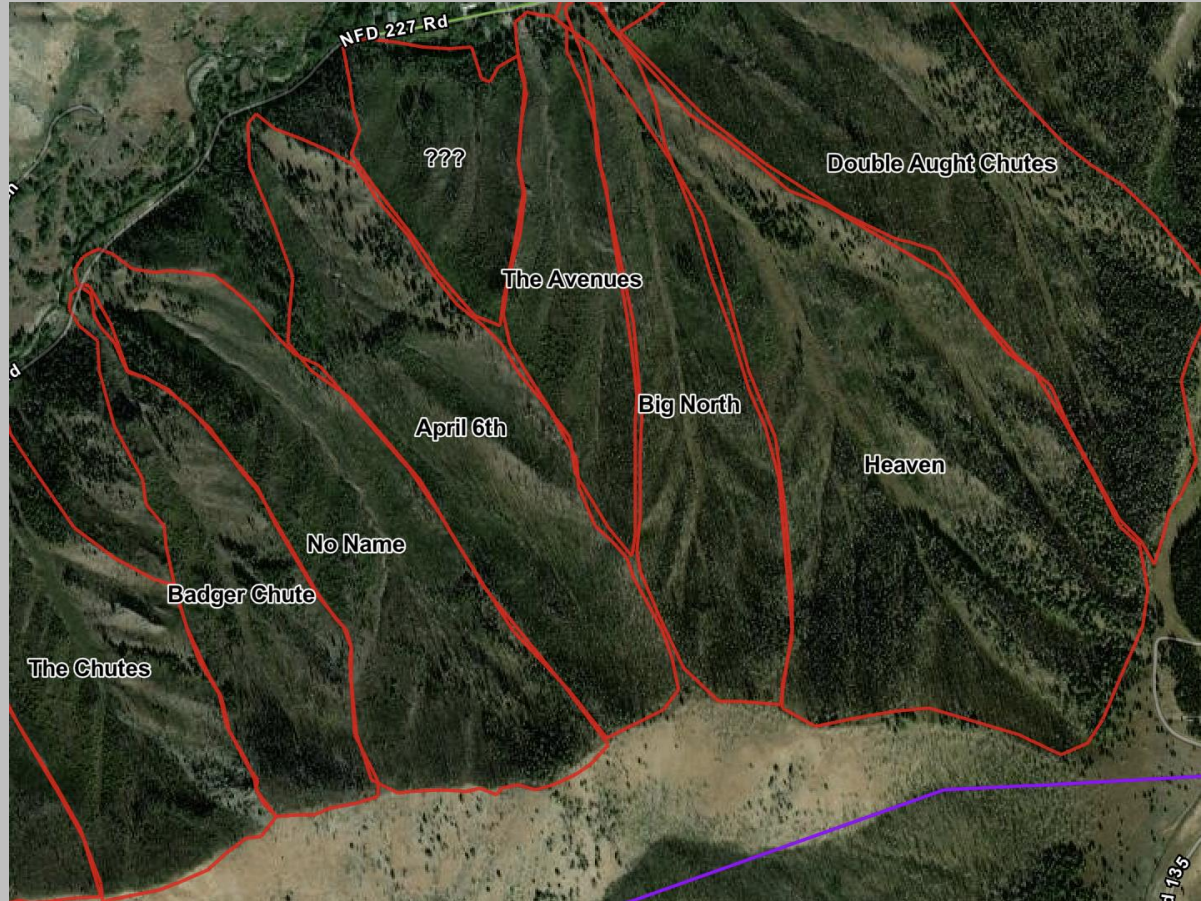 NFD 227 Rd
???
Double Aught Chutes
The Avenues
Big North
April 6th
Heaven
No Name
Badger Chute
The Chutes
d 135